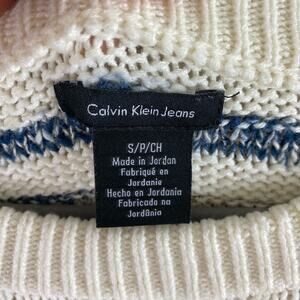 Calvin Klein Jeans
S/P/CH
Made in Jordan
Fabriqué en
Jordanie
Hecho en Jordania
Fabricado na
Jordânia